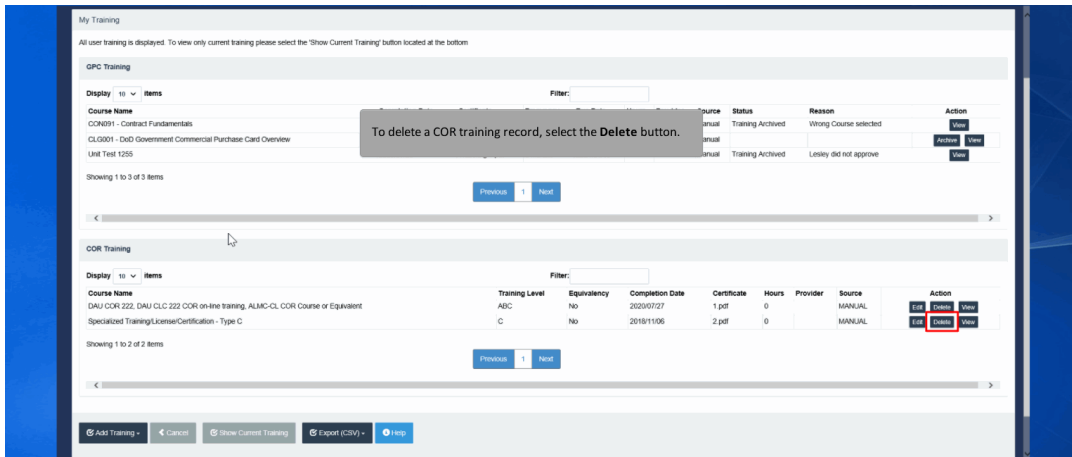 My Training
All user training is displayed. To view only current training please select the 'Show Current Training' button located at the bottom
GPC Training
Display 10 items Filter:
Course Name Source Status Reason Action
CON091 - Contract Fundamentals Training Archived Wrong Course selected View
CLG001 - DoD Government Commercial Purchase Card Overview Archive View
Unit Test 1255 Training Archived Lesley did not approve View
To delete a COR training record, select the Delete button.
Showing 1 to 3 of 3 items
Previous 1 Next
COR Training
Display 10 items Filter:
Course Name Training Level Equivalency Completion Date Certificate Hours Provider Source Action
DAU COR 222, DAU CLC 222 COR on-line training, ALMC-CL COR Course or Equivalent ABC No 2020/07/27 1.pdf 0 MANUAL Edit Delete View
Specialized Training/License/Certification - Type C C No 2018/11/06 2.pdf 0 MANUAL Edit Delete View
Showing 1 to 2 of 2 items
Previous 1 Next
Add Training Cancel Show Current Training Export (CSV) Help